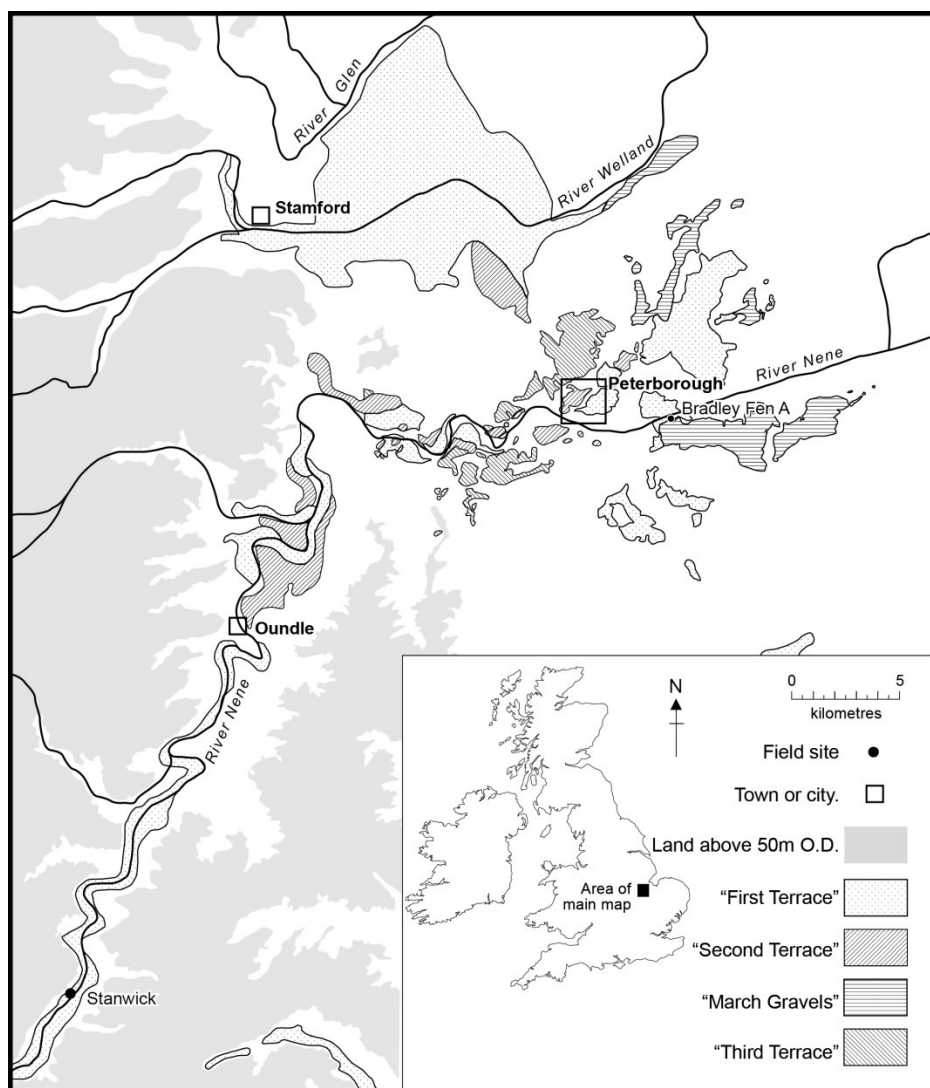 River Glen
River Welland
Stamford
River Nene
Peterborough
Bradley Fen A
Oundle
River Nene
Stanwick
N
0 5
kilometres
Field site
Town or city.
Land above 50m O.D.
"First Terrace"
Area of
main map
"Second Terrace"
"March Gravels"
"Third Terrace"